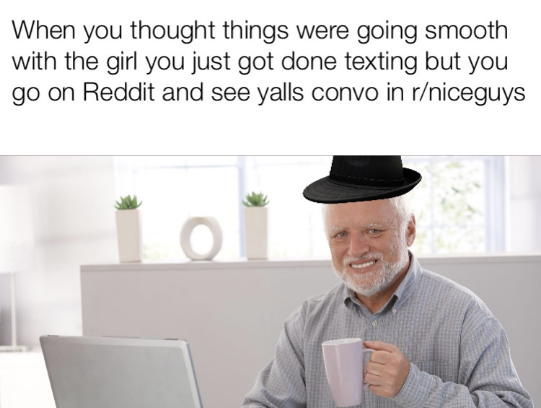 When you thought things were going smooth
with the girl you just got done texting but you
go on Reddit and see yalls convo in r/niceguys